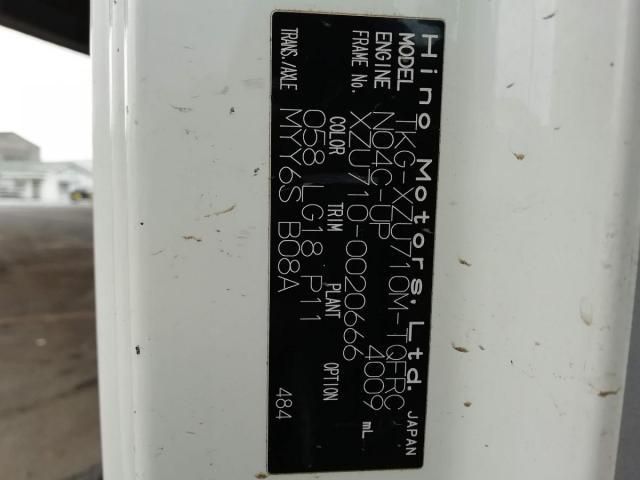 Hino Motors, Ltd. JAPAN
MODEL TKG-XZU710M-TQFRC
ENGINE N04C-UP 4009 mL
FRAME No. XZU710-0020666
COLOR TRIM PLANT OPTION
058 LG18 P11
TRANS./AXLE MYY6S B08A 484